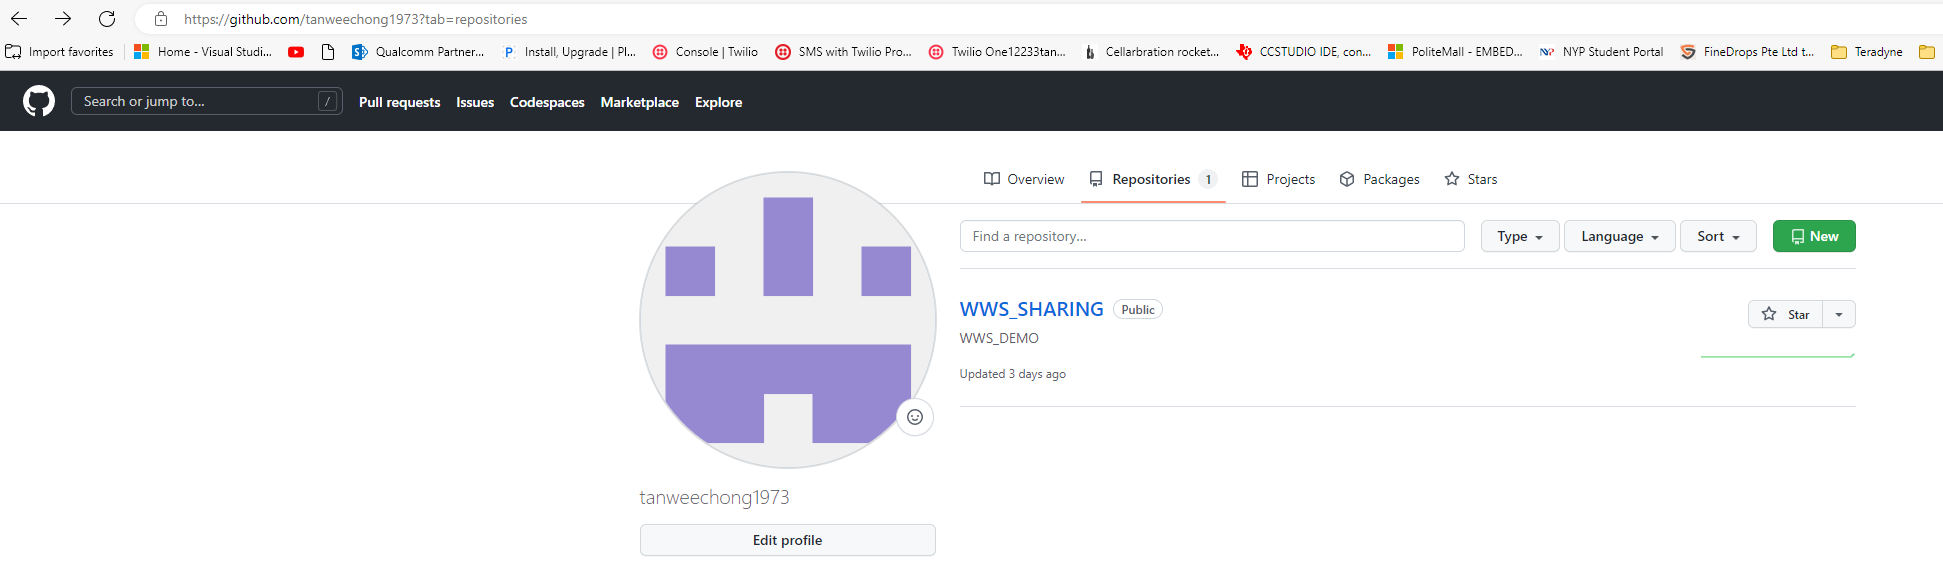 https://github.com/tanweechong1973?tab=repositories
Import favorites Home - Visual Studi... Qualcomm Partner... Install, Upgrade | Pl... Console | Twilio SMS with Twilio Pro... Twilio One12233tan... Cellarbration rocket... CCSTUDIO IDE, con... PoliteMall - EMBED... NYP Student Portal FineDrops Pte Ltd t... Teradyne
Search or jump to... / Pull requests Issues Codespaces Marketplace Explore
Overview Repositories 1 Projects Packages Stars
Find a repository... Type Language Sort New
WWS_SHARING Public Star
WWS_DEMO
Updated 3 days ago
tanweechong1973
Edit profile